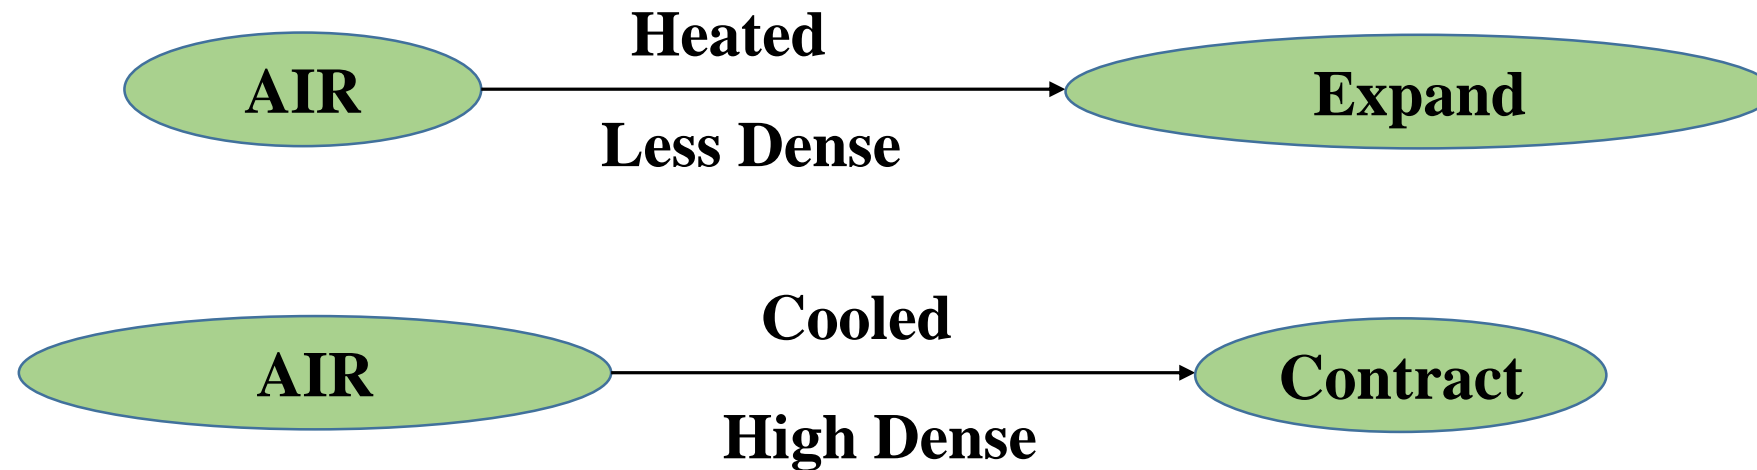 Heated
AIR
Expand
Less Dense
Cooled
AIR
Contract
High Dense